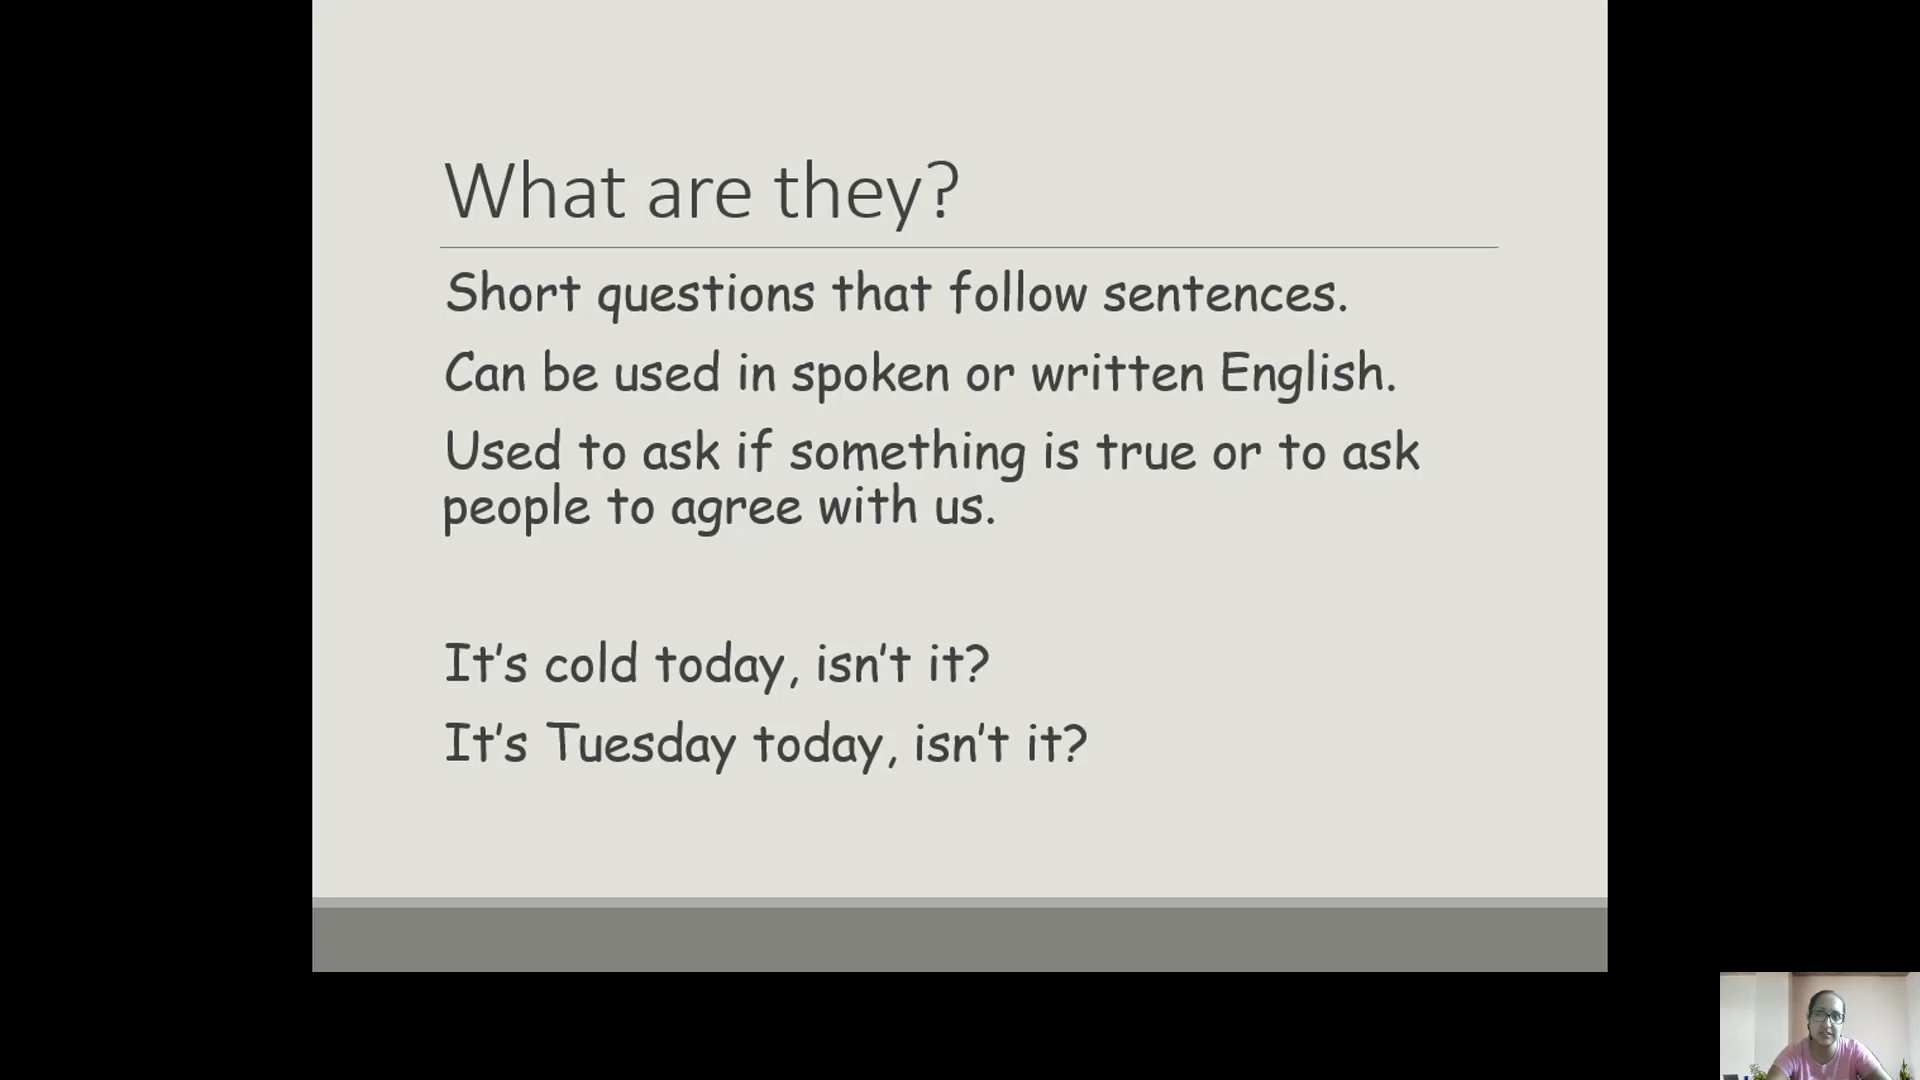 What are they?
Short questions that follow sentences.
Can be used in spoken or written English.
Used to ask if something is true or to ask
people to agree with us.
It’s cold today, isn’t it?
It’s Tuesday today, isn’t it?